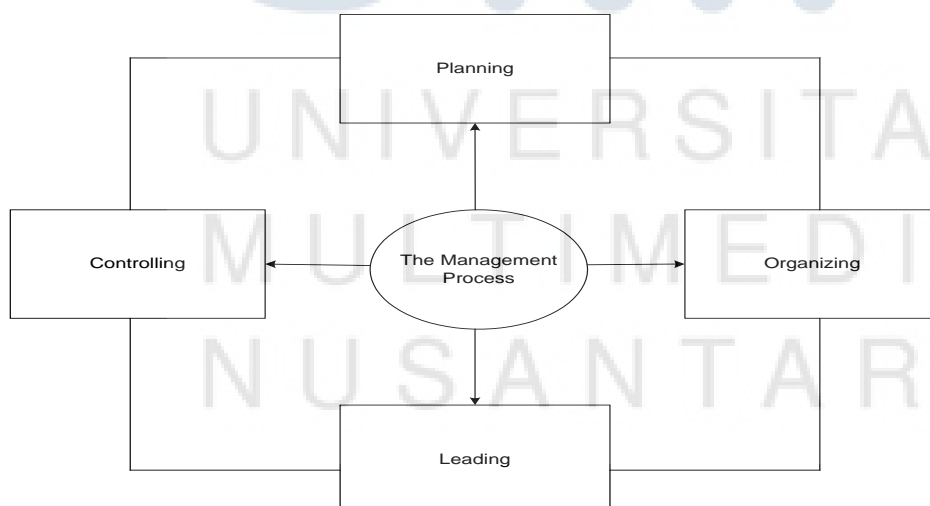 Planning
UNIVERSITA
Controlling
The Management
Process
Organizing
MULTIMEDI
Leading
NUSANTAR